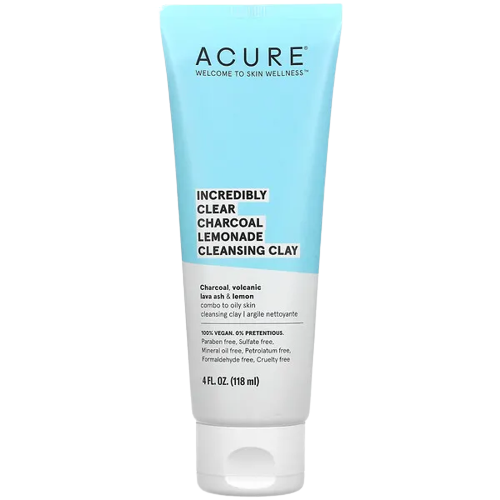 ACURE®
WELCOME TO SKIN WELLNESS™
INCREDIBLY
CLEAR
CHARCOAL
LEMONADE
CLEANSING CLAY
Charcoal, volcanic
lava ash & lemon
combo to oily skin
cleansing clay | argile nettoyante
100% VEGAN. 0% PRETENTIOUS.
Paraben free, Sulfate free,
Mineral oil free, Petrolatum free,
Formaldehyde free, Cruelty free
4 FL. OZ. (118 ml)